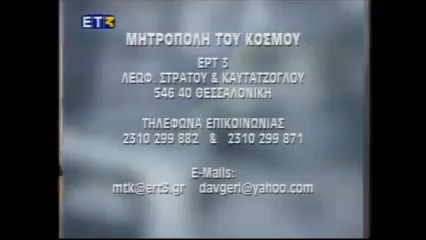 ET3
ΜΗΤΡΟΠΟΛΗ ΤΟΥ ΚΟΣΜΟΥ
ΕΡΤ 3
ΛΕΩΦ. ΣΤΡΑΤΟΥ & ΚΑΥΤΑΤΖΟΓΛΟΥ
546 40 ΘΕΣΣΑΛΟΝΙΚΗ
ΤΗΛΕΦΩΝΑ ΕΠΙΚΟΙΝΩΝΙΑΣ
2310 299 882 & 2310 299 871
E-Mails:
mtk@ert3.gr davgeri@yahoo.com